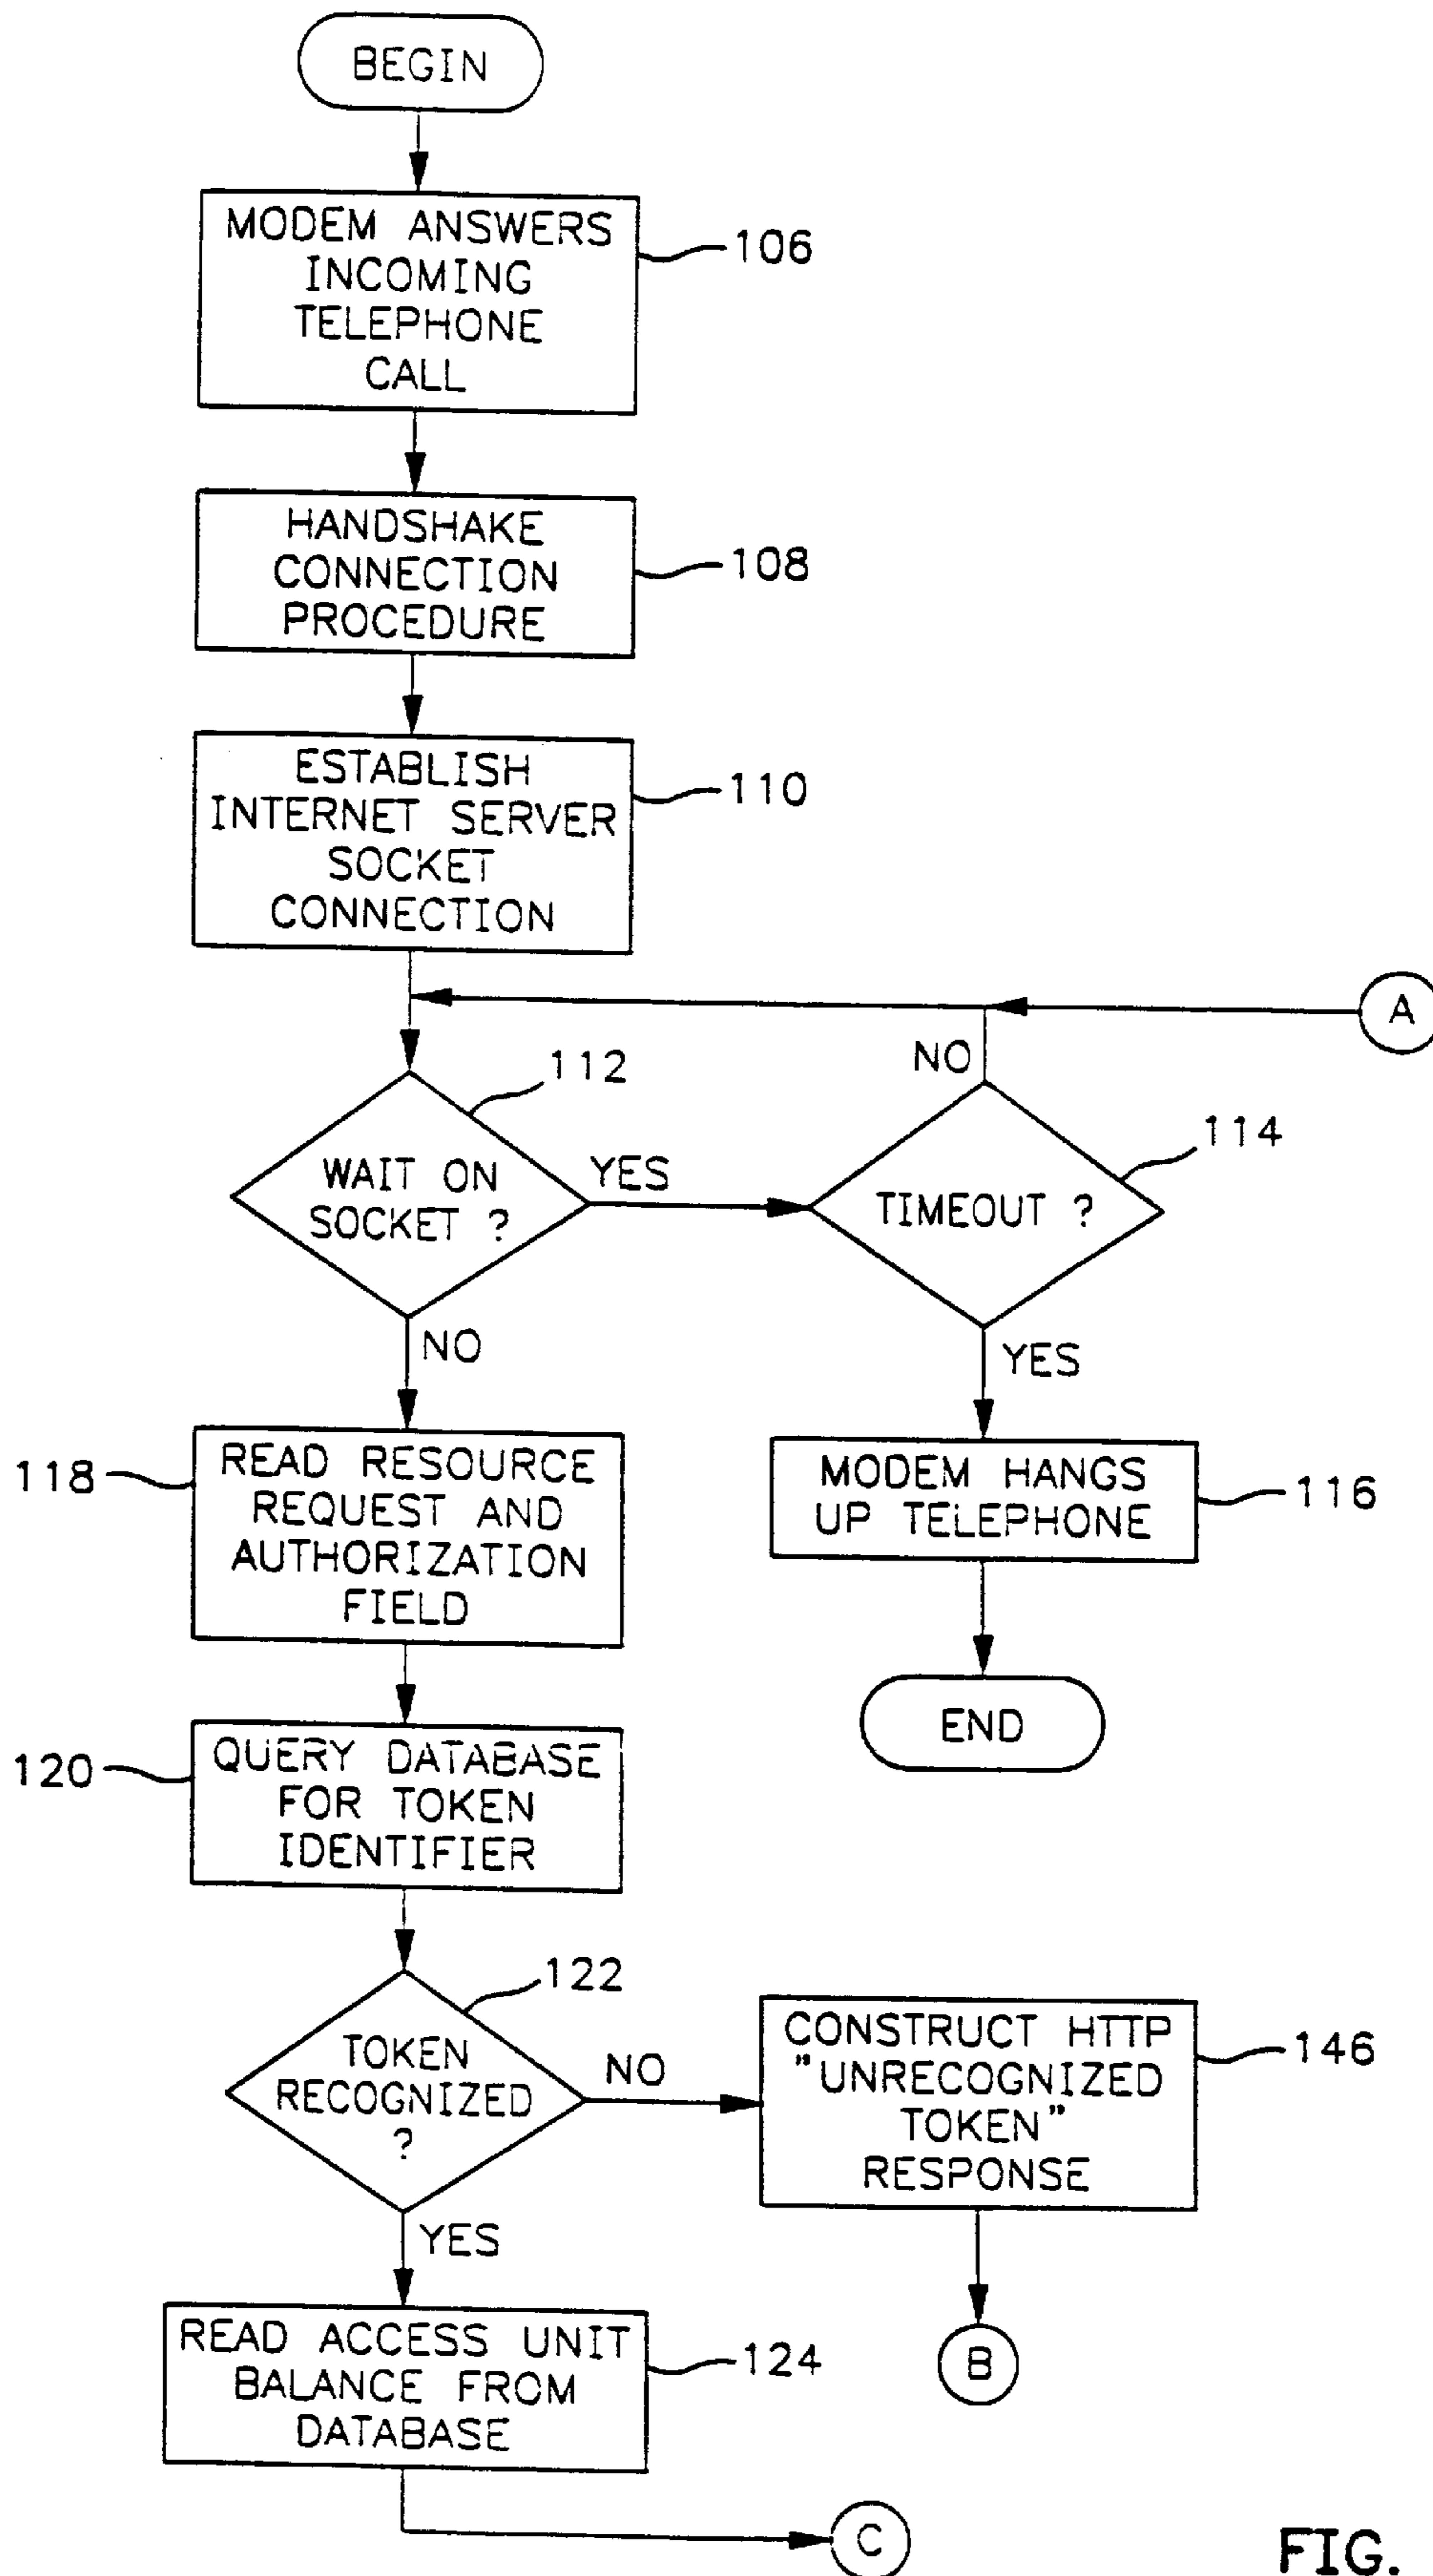 BEGIN
MODEM ANSWERS
INCOMING
TELEPHONE
CALL
106
HANDSHAKE
CONNECTION
PROCEDURE
108
ESTABLISH
INTERNET SERVER
SOCKET
CONNECTION
110
A
NO
112
WAIT ON
SOCKET ?
YES
114
TIMEOUT ?
NO
YES
118
READ RESOURCE
REQUEST AND
AUTHORIZATION
FIELD
MODEM HANGS
UP TELEPHONE
116
END
120
QUERY DATABASE
FOR TOKEN
IDENTIFIER
122
TOKEN
RECOGNIZED
?
NO
CONSTRUCT HTTP
"UNRECOGNIZED
TOKEN"
RESPONSE
146
YES
B
READ ACCESS UNIT
BALANCE FROM
DATABASE
124
C
FIG.